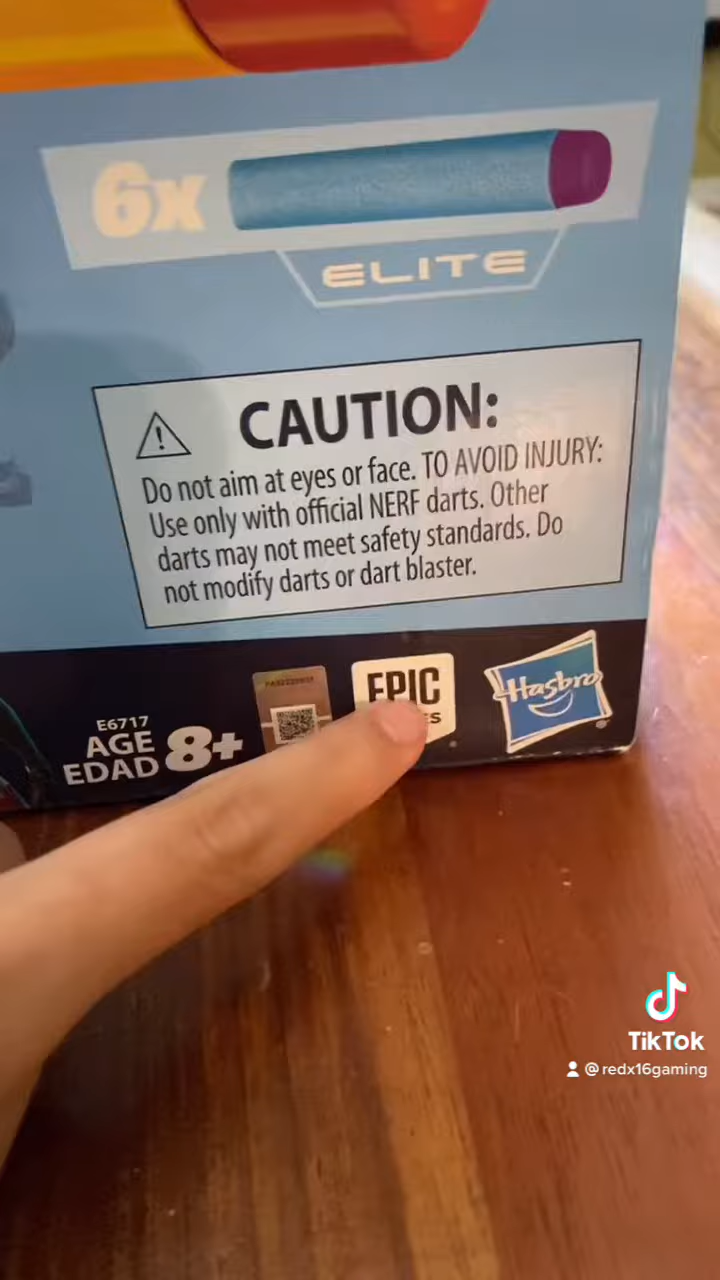 6x
ELITE
CAUTION:
Do not aim at eyes or face. TO AVOID INJURY:
Use only with official NERF darts. Other
darts may not meet safety standards. Do
not modify darts or dart blaster.
E6717
AGE
EDAD
8+
EPIC
Hasbro
®
TikTok
@redx16gaming